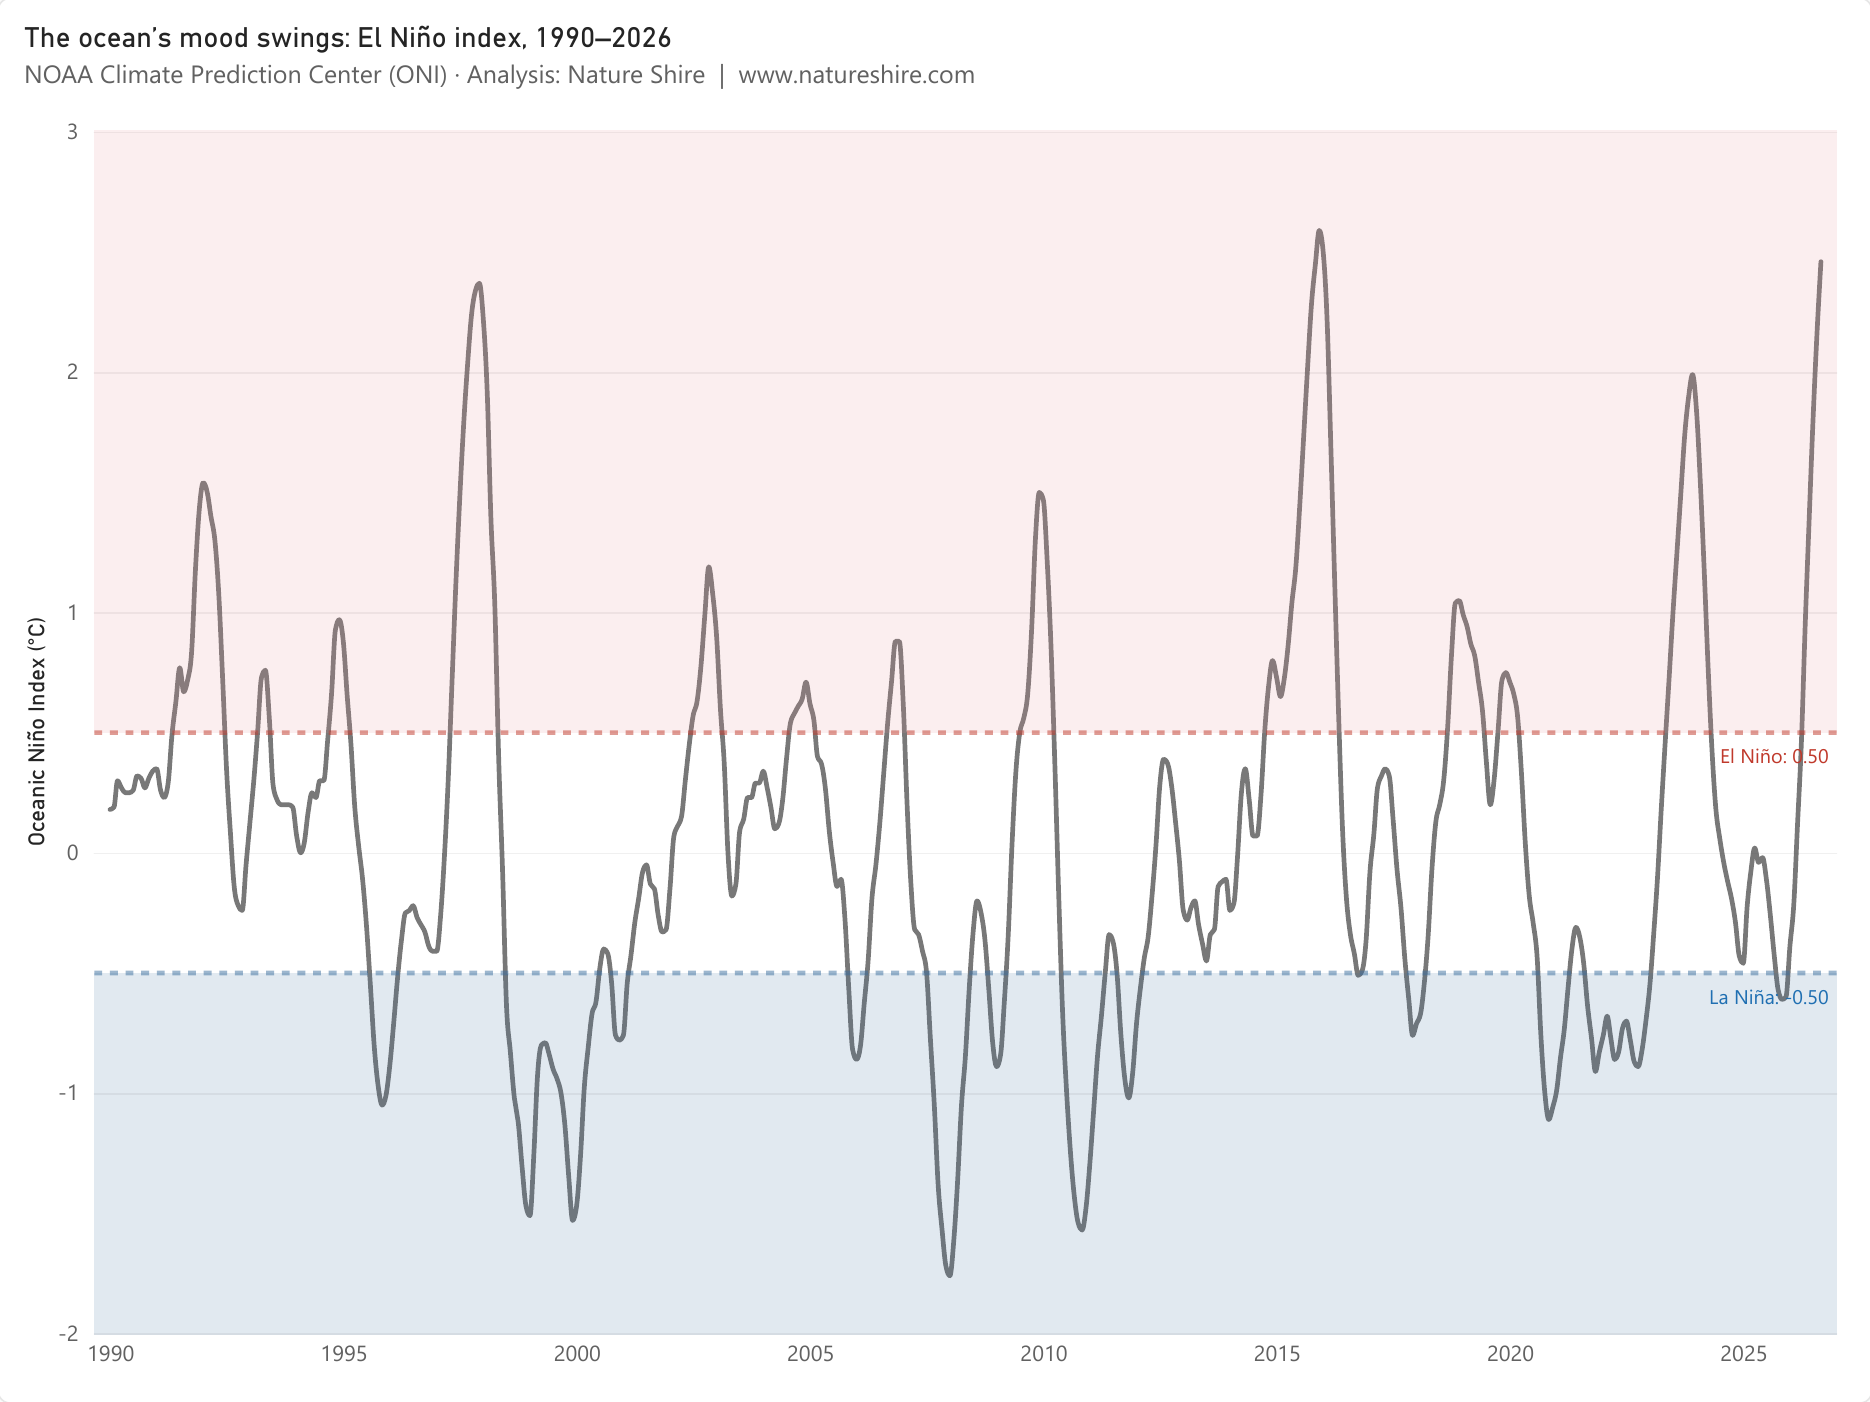 The ocean’s mood swings: El Niño index, 1990–2026
NOAA Climate Prediction Center (ONI) · Analysis: Nature Shire | www.natureshire.com
Oceanic Niño Index (°C)
3
2
1
0
-1
-2
El Niño: 0.50
La Niña: -0.50
1990 1995 2000 2005 2010 2015 2020 2025